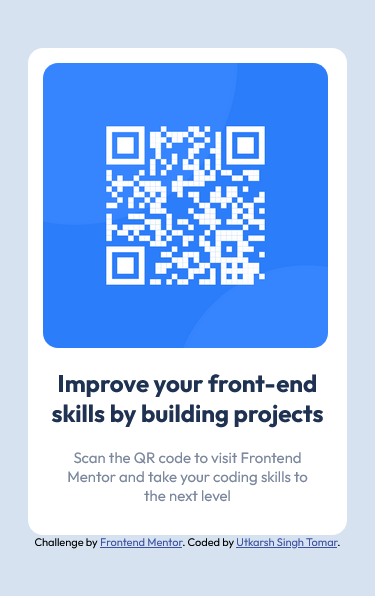 Improve your front-end
skills by building projects
Scan the QR code to visit Frontend
Mentor and take your coding skills to
the next level
Challenge by Frontend Mentor. Coded by Utkarsh Singh Tomar.